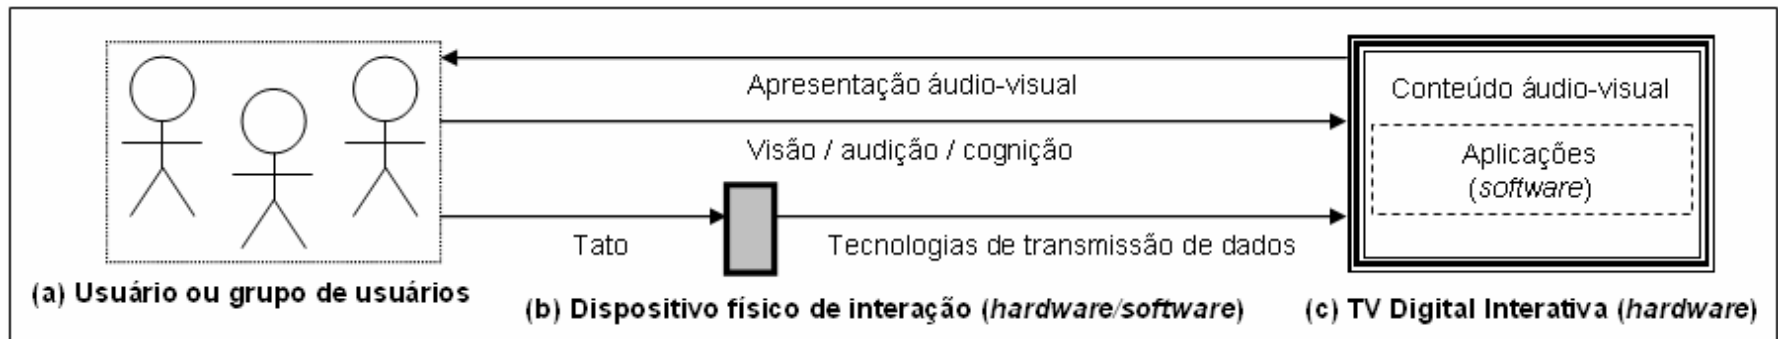 Apresentação áudio-visual
Conteúdo áudio-visual
Visão / audição / cognição
Aplicações
(software)
Tato
Tecnologias de transmissão de dados
(a) Usuário ou grupo de usuários
(b) Dispositivo físico de interação (hardware/software)
(c) TV Digital Interativa (hardware)